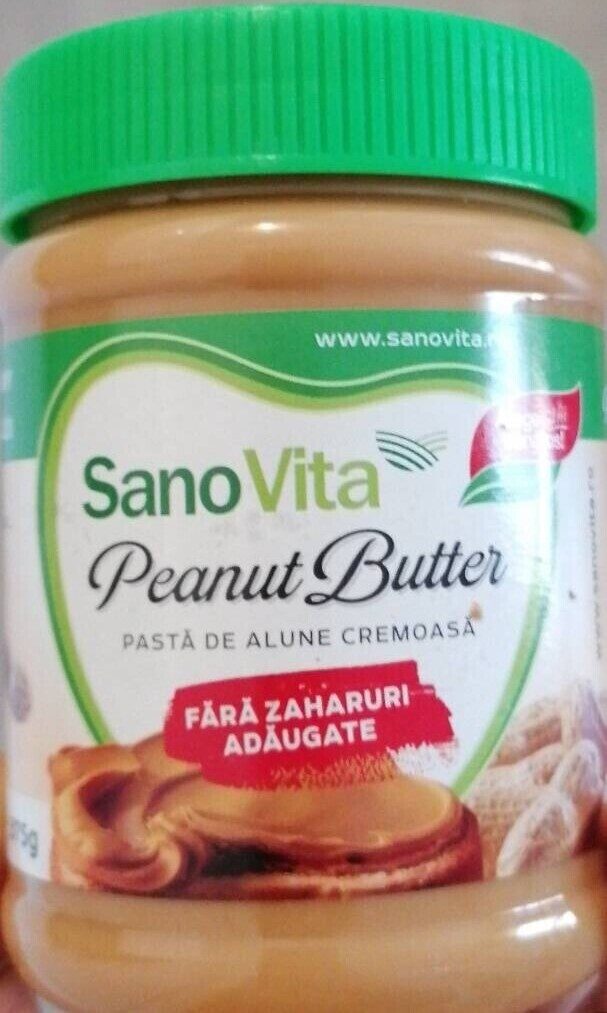 www.sanovita.r
SanoVita
Peanut Butter
PASTĂ DE ALUNE CREMOASĂ
FĂRĂ ZAHARURI
ADĂUGATE